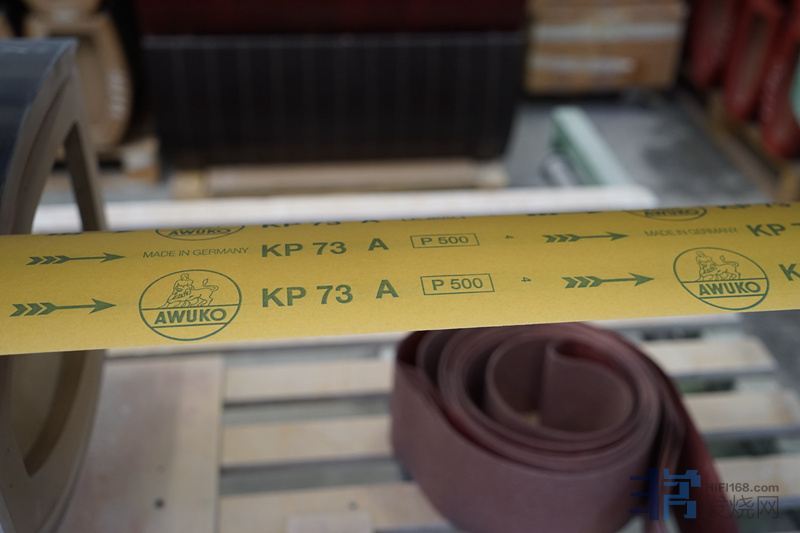 AWUKO
MADE IN GERMANY KP 73 A P 500 4 MADE IN GERMANY
AWUKO KP 73 A P 500 4 AWUKO
HIFI168.com
烧网